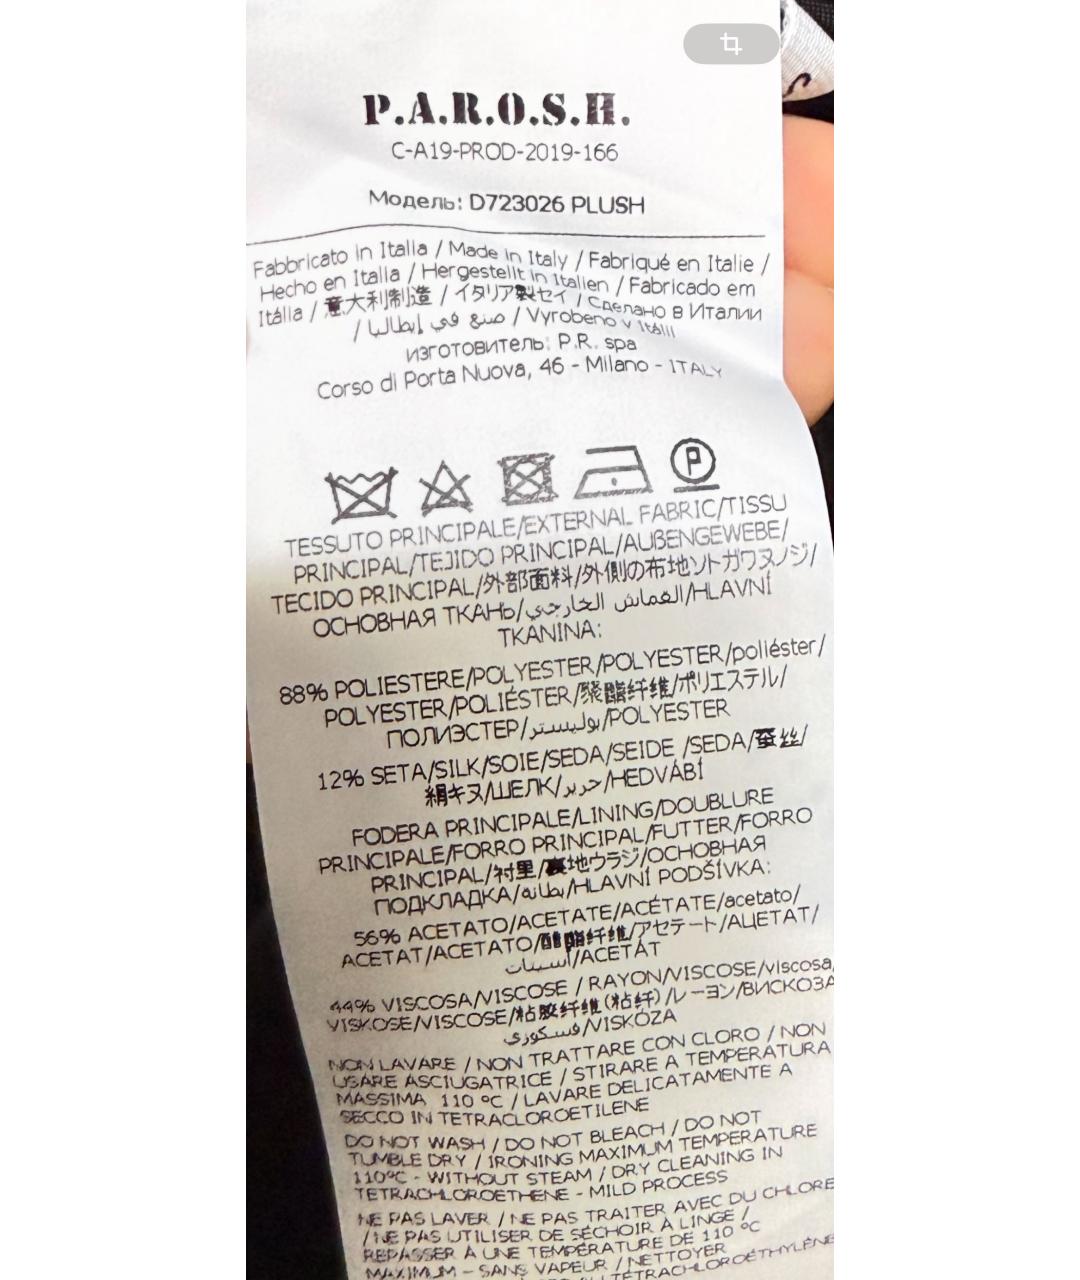 P.A.R.O.S.H.
C-A19-PROD-2019-166
Модель: D723026 PLUSH
Fabbricato in Italia / Made in Italy / Fabriqué en Italie /
Hecho en Italia / Hergestellt in Italien / Fabricado em
Itália / 意大利制造 / イタリア製セイ / Сделано в Италии
/ صنع في إيطاليا / Vyrobeno v Itálii
изготовитель: P.R. spa
Corso di Porta Nuova, 46 - Milano - ITALY
P
TESSUTO PRINCIPALE/EXTERNAL FABRIC/TISSU
PRINCIPAL/TEJIDO PRINCIPAL/AUßENGEWEBE/
TECIDO PRINCIPAL/外部面料/外側の布地ソトガワヌノジ/
ОСНОВНАЯ ТКАНЬ/القماش الخارجي/HLAVNÍ
TKANINA:
88% POLIESTERE/POLYESTER/POLYESTER/poliéster/
POLYESTER/POLIÉSTER/聚酯纤维/ポリエステル/
ПОЛИЭСТЕР/بوليستر/POLYESTER
12% SETA/SILK/SOIE/SEDA/SEIDE /SEDA/蚕丝/
絹キヌ/ШЕЛК/حرير/HEDVÁBÍ
FODERA PRINCIPALE/LINING/DOUBLURE
PRINCIPALE/FORRO PRINCIPAL/FUTTER/FORRO
PRINCIPAL/衬里/裏地ウラジ/ОСНОВНАЯ
ПОДКЛАДКА/بطانة/HLAVNÍ PODŠÍVKA:
56% ACETATO/ACETATE/ACÉTATE/acetato/
ACETAT/ACETATO/醋酯纤维/アセテート/АЦЕТАТ/
أسيتات/ACETÁT
44% VISCOSA/VISCOSE / RAYON/VISCOSE/viscosa/
VISKOSE/VISCOSE/粘胶纤维(粘纤)/レーヨン/ВИСКОЗА
فسكوزي/VISKÓZA
NON LAVARE / NON TRATTARE CON CLORO / NON
USARE ASCIUGATRICE / STIRARE A TEMPERATURA
MASSIMA 110 °C / LAVARE DELICATAMENTE A
SECCO IN TETRACLOROETILENE
DO NOT WASH / DO NOT BLEACH / DO NOT
TUMBLE DRY / IRONING MAXIMUM TEMPERATURE
110°C - WITHOUT STEAM / DRY CLEANING IN
TETRACHLOROETHENE - MILD PROCESS
NE PAS LAVER / NE PAS TRAITER AVEC DU CHLORE
/ NE PAS UTILISER DE SÉCHOIR À LINGE /
REPASSER À UNE TEMPÉRATURE DE 110 °C
MAXIMUM - SANS VAPEUR / NETTOYER
TETRACHLOROÉTHYLÈNE